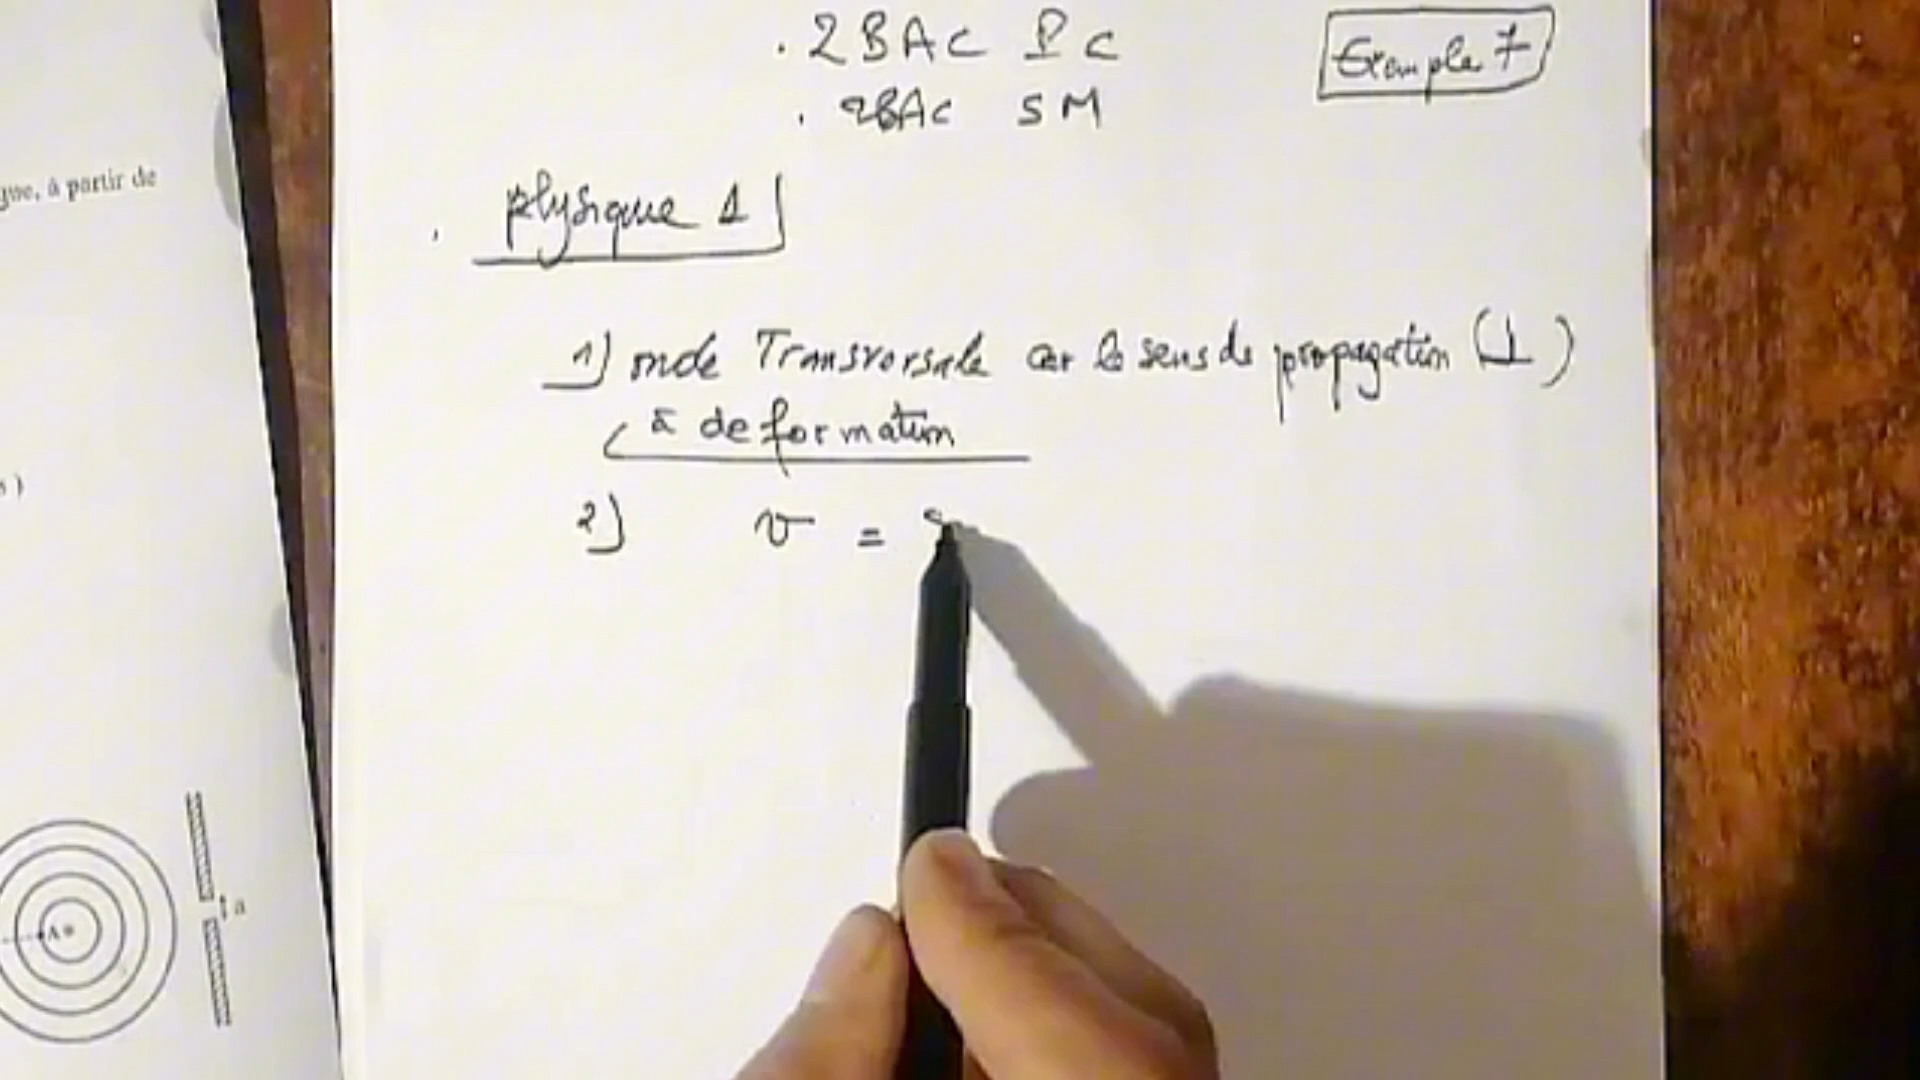 . 2BAC PC
. 2BAC SM
Exemple 7
. physique 1
1) onde Transversale car le sens de propagation (⊥)
à deformation
2) v =
gue, à partir de
)
A
a